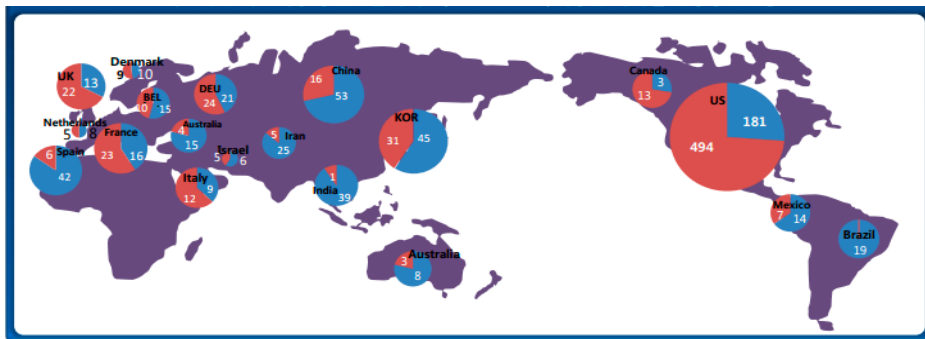 Denmark
9 10
UK
13
22
BEL
10 15
DEU
21
24
China
16
53
Canada
3
13
US
181
494
Nethenands
5 8
France
23 16
Australia
4
15
Iran
5
25
KOR
31 45
Israel
5 6
Spain
6
42
Italy
9
12
India
1
39
Mexico
7
14
Brazil
19
Australia
3
8